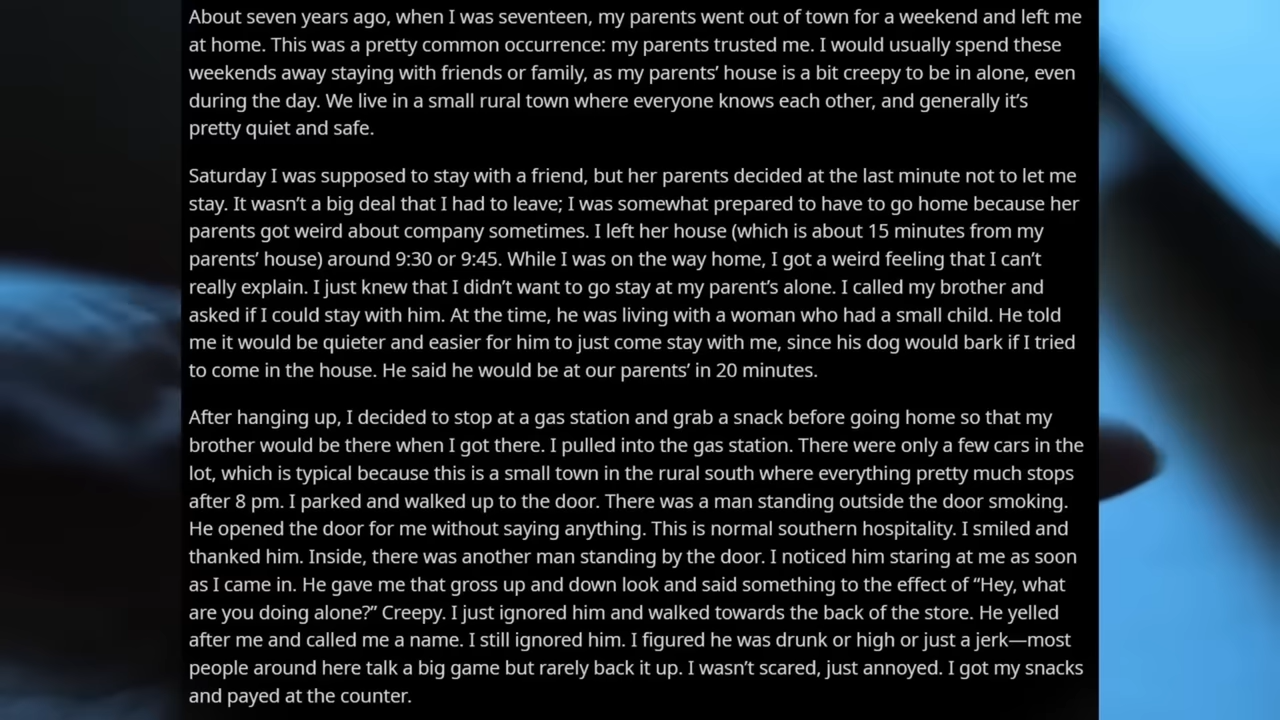 About seven years ago, when I was seventeen, my parents went out of town for a weekend and left me
at home. This was a pretty common occurrence: my parents trusted me. I would usually spend these
weekends away staying with friends or family, as my parents’ house is a bit creepy to be in alone, even
during the day. We live in a small rural town where everyone knows each other, and generally it’s
pretty quiet and safe.
Saturday I was supposed to stay with a friend, but her parents decided at the last minute not to let me
stay. It wasn’t a big deal that I had to leave; I was somewhat prepared to have to go home because her
parents got weird about company sometimes. I left her house (which is about 15 minutes from my
parents’ house) around 9:30 or 9:45. While I was on the way home, I got a weird feeling that I can’t
really explain. I just knew that I didn’t want to go stay at my parent’s alone. I called my brother and
asked if I could stay with him. At the time, he was living with a woman who had a small child. He told
me it would be quieter and easier for him to just come stay with me, since his dog would bark if I tried
to come in the house. He said he would be at our parents’ in 20 minutes.
After hanging up, I decided to stop at a gas station and grab a snack before going home so that my
brother would be there when I got there. I pulled into the gas station. There were only a few cars in the
lot, which is typical because this is a small town in the rural south where everything pretty much stops
after 8 pm. I parked and walked up to the door. There was a man standing outside the door smoking.
He opened the door for me without saying anything. This is normal southern hospitality. I smiled and
thanked him. Inside, there was another man standing by the door. I noticed him staring at me as soon
as I came in. He gave me that gross up and down look and said something to the effect of “Hey, what
are you doing alone?” Creepy. I just ignored him and walked towards the back of the store. He yelled
after me and called me a name. I still ignored him. I figured he was drunk or high or just a jerk—most
people around here talk a big game but rarely back it up. I wasn’t scared, just annoyed. I got my snacks
and payed at the counter.